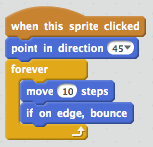 when this sprite clicked
point in direction 45
forever
move 10 steps
if on edge, bounce